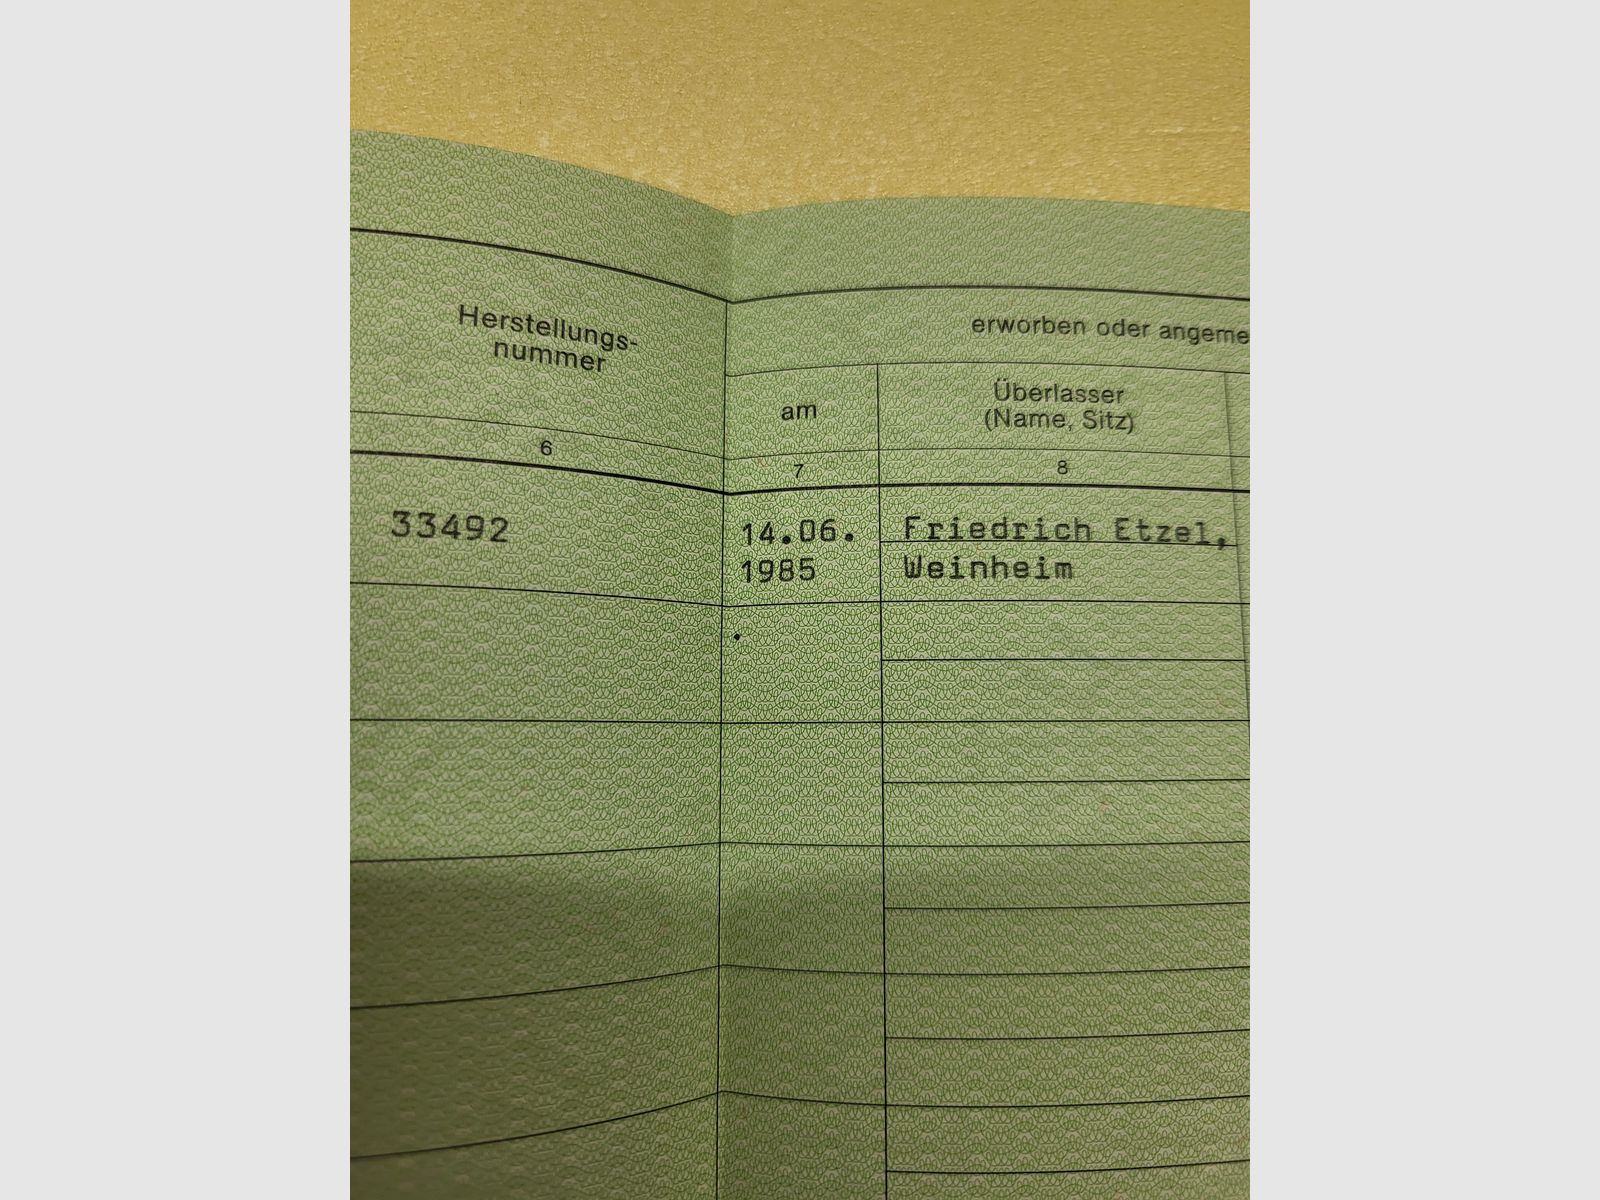 Herstellungs-
nummer
6
33492
erworben oder angeme
am
Überlasser
(Name, Sitz)
7
8
14.06.
1985
Friedrich Etzel,
Weinheim